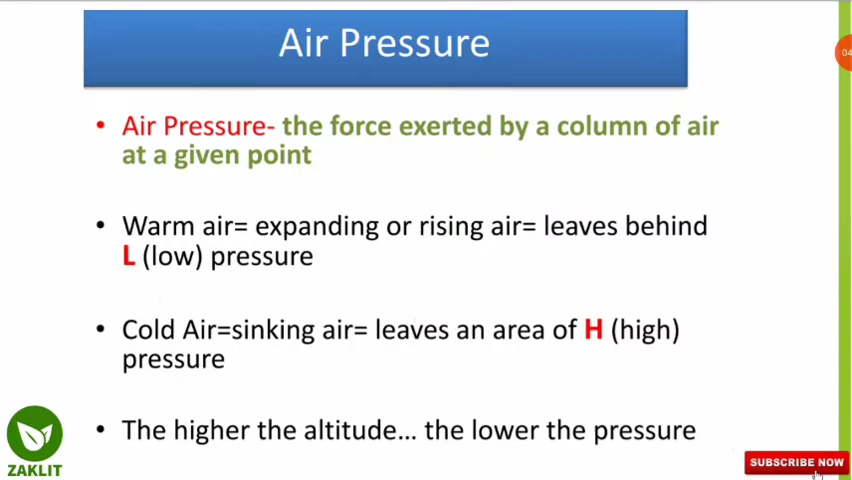 Air Pressure
• Air Pressure- the force exerted by a column of air
at a given point
• Warm air= expanding or rising air= leaves behind
L (low) pressure
• Cold Air=sinking air= leaves an area of H (high)
pressure
• The higher the altitude... the lower the pressure
ZAKLIT
SUBSCRIBE NOW
04